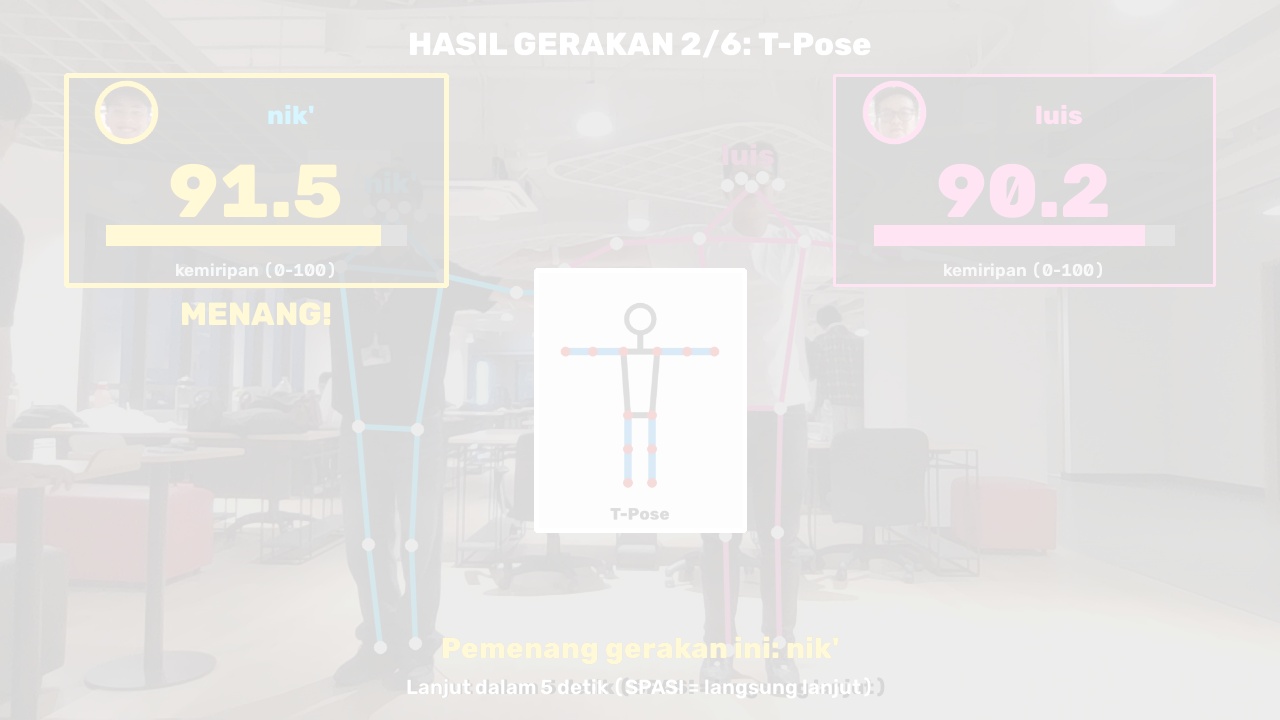 HASIL GERAKAN 2/6: T-Pose
nik'
91.5
kemiripan (0-100)
MENANG!
luis
90.2
kemiripan (0-100)
nik'
luis
T-Pose
Pemenang gerakan ini: nik'
Lanjut dalam 5 detik (SPASI = langsung lanjut)